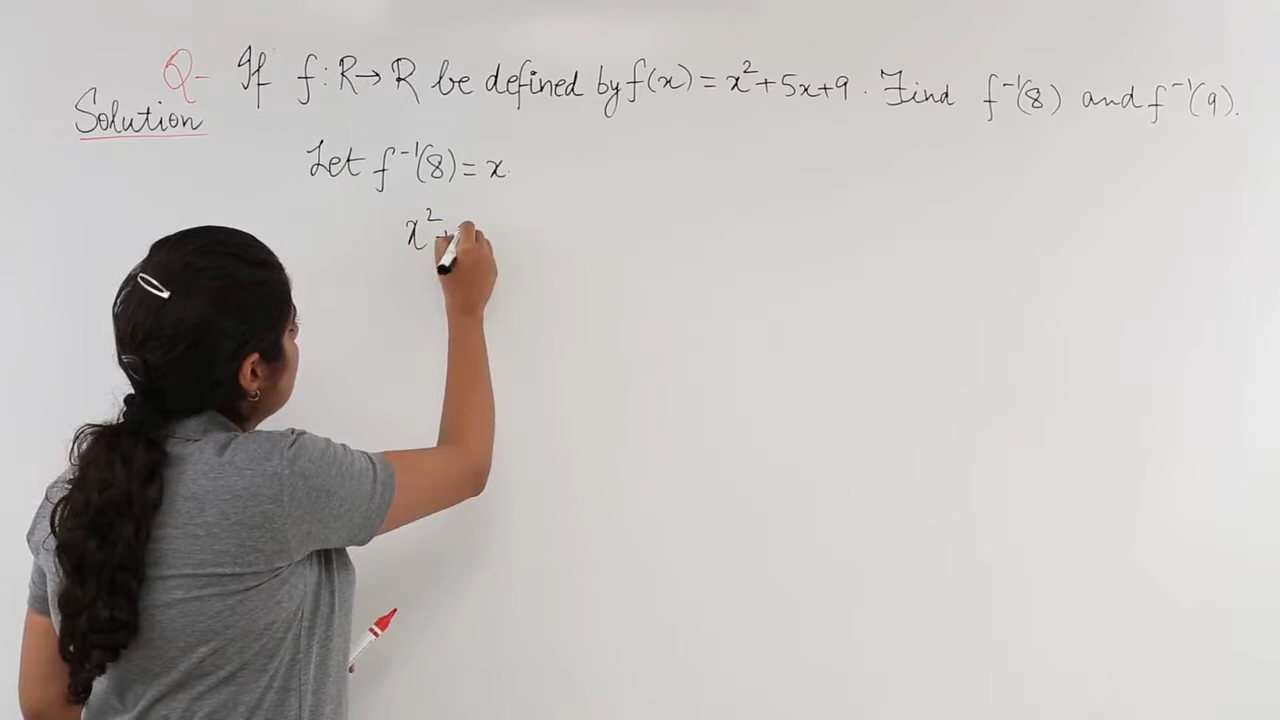 Q- If f: R→R be defined by f(x) = x²+5x+9. Find f⁻¹(8) and f⁻¹(9).
Solution
Let f⁻¹(8) = x.
x² +